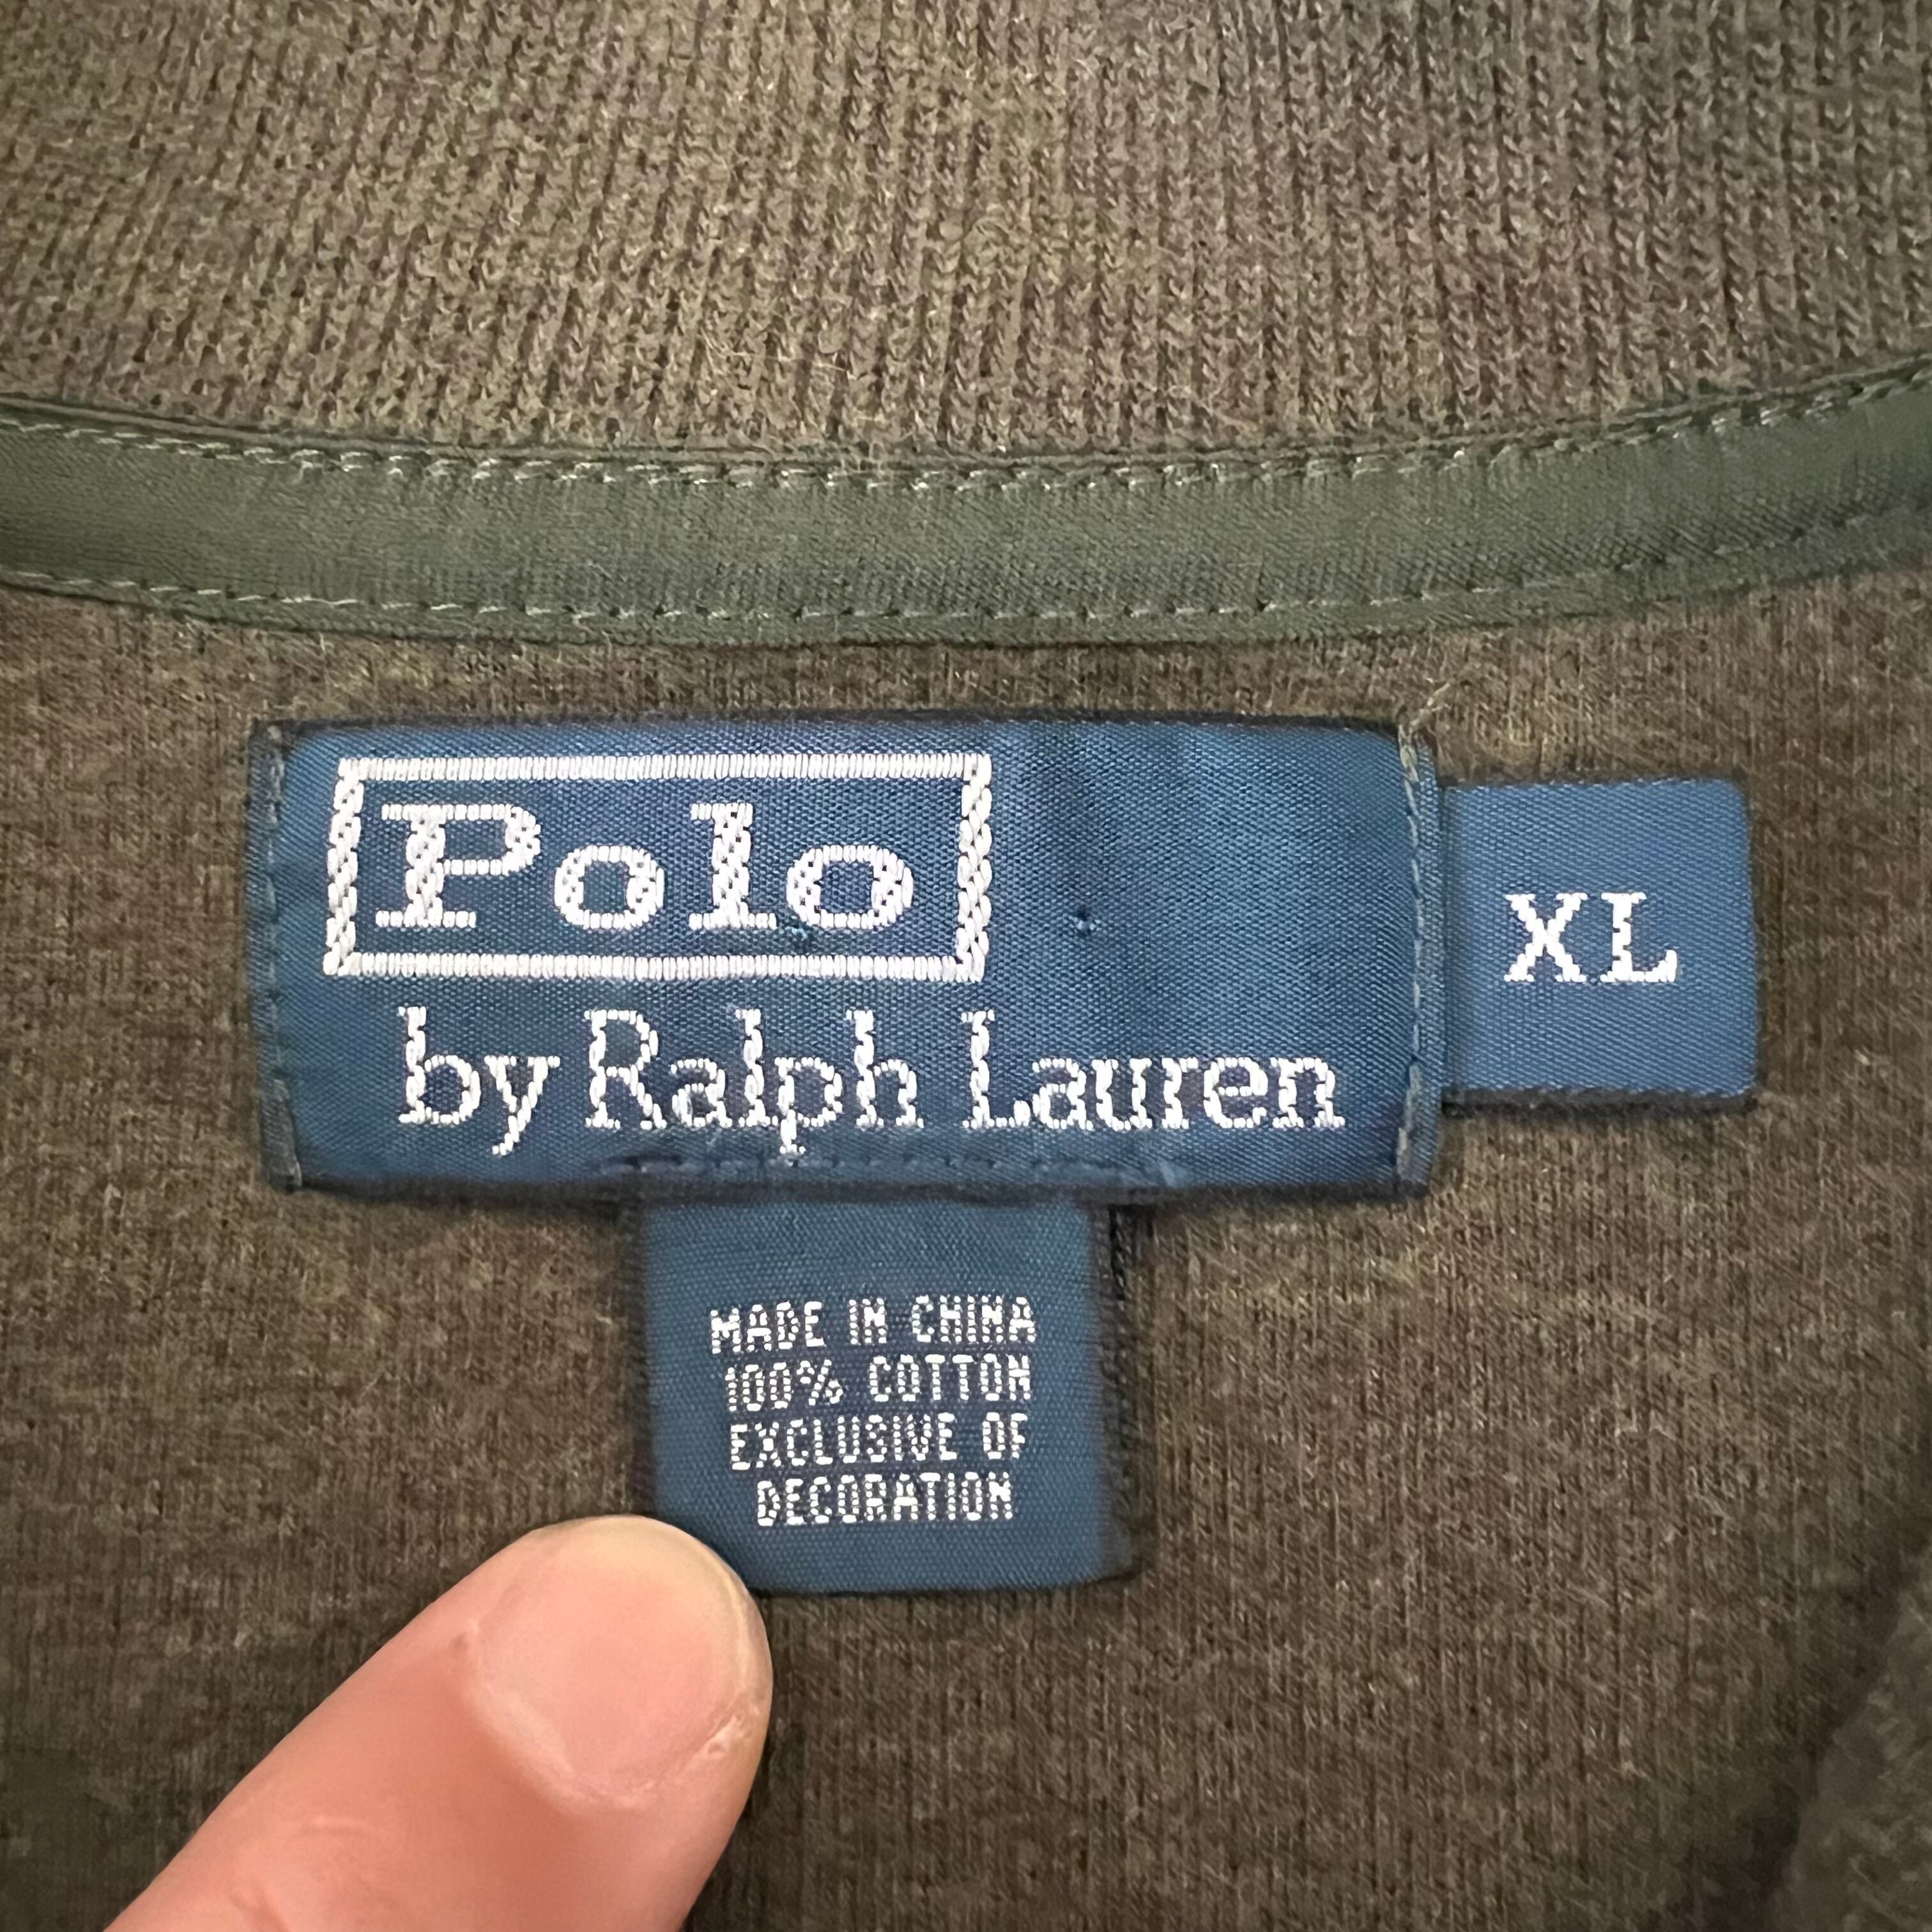 Polo
by Ralph Lauren
XL
MADE IN CHINA
100% COTTON
EXCLUSIVE OF
DECORATION